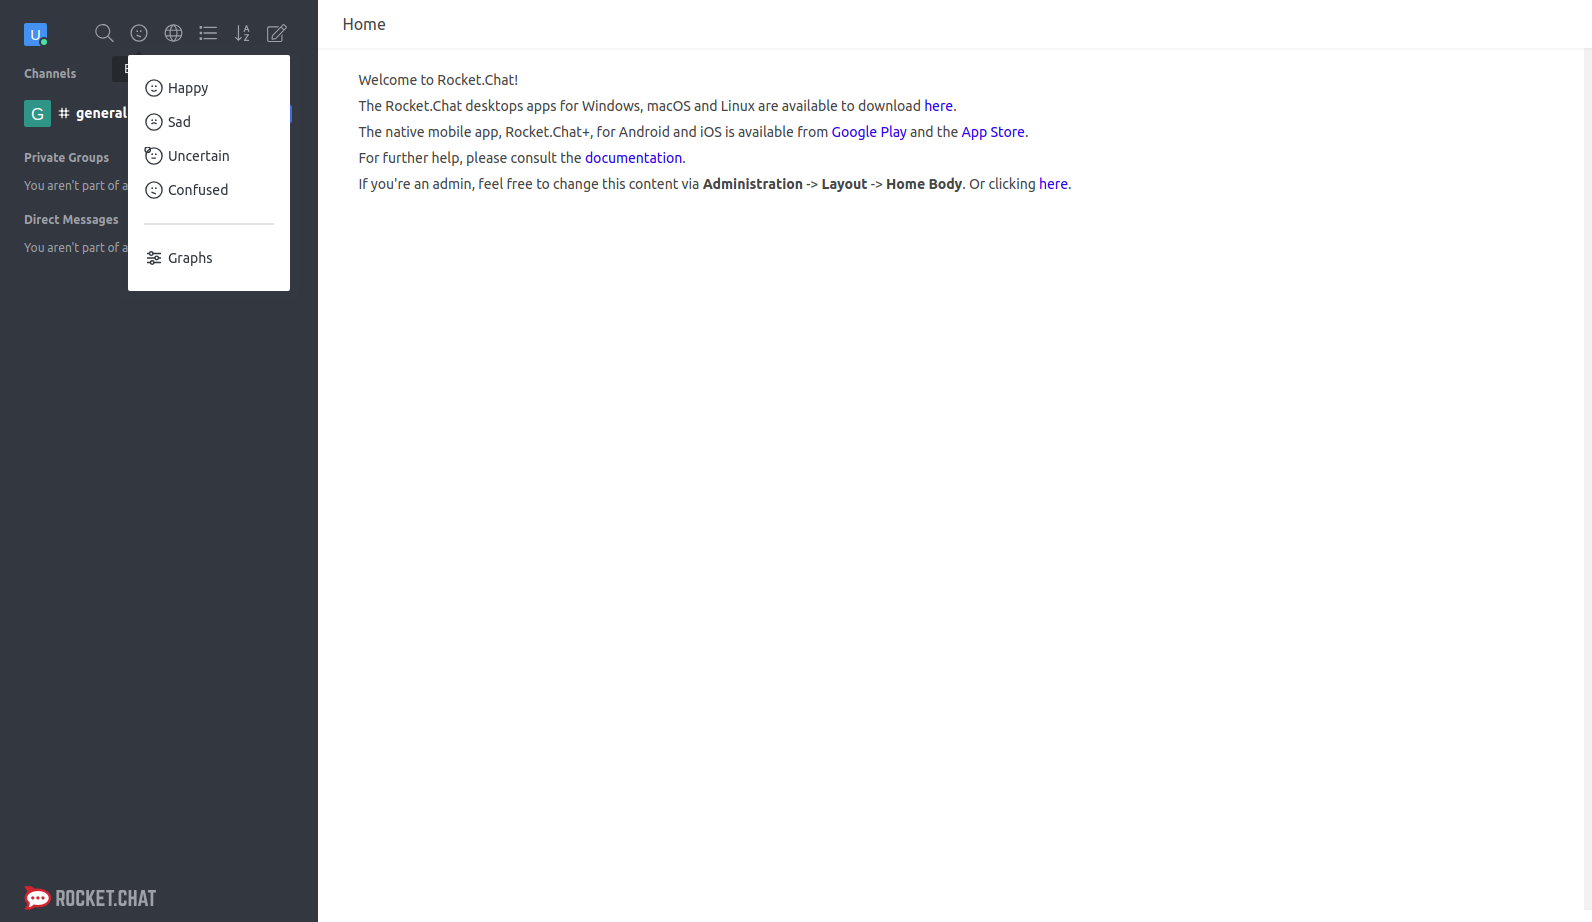 U
Home
Channels
G
general
Happy
Sad
Uncertain
Confused
Graphs
Private Groups
You aren't part of a
Direct Messages
You aren't part of a
Welcome to Rocket.Chat!
The Rocket.Chat desktops apps for Windows, macOS and Linux are available to download here.
The native mobile app, Rocket.Chat+, for Android and iOS is available from Google Play and the App Store.
For further help, please consult the documentation.
If you're an admin, feel free to change this content via Administration -> Layout -> Home Body. Or clicking here.
ROCKET.CHAT